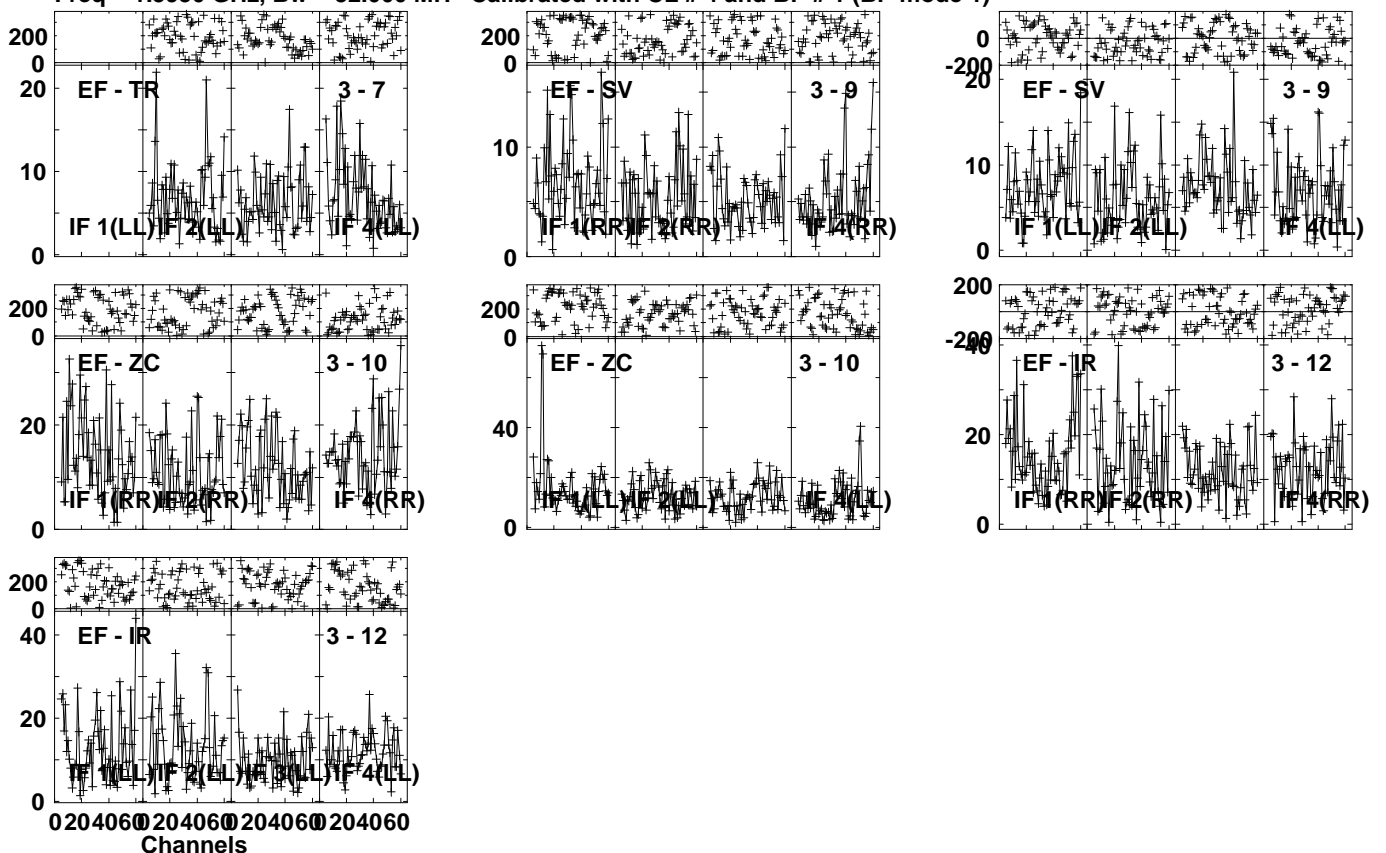 GHz, Bw = MH Calibrated with and (BP mode
200
0
EF - TR 3 - 7
20
10
0
IF 1(LL) IF 2(LL) IF 4(LL)
200
0
EF - SV 3 - 9
10
0
IF 1(RR) IF 2(RR) IF 4(RR)
0
-200
20
EF - SV 3 - 9
10
0
IF 1(LL) IF 2(LL) IF 4(LL)
200
0
EF - ZC 3 - 10
20
0
IF 1(RR) IF 2(RR) IF 4(RR)
200
0
EF - ZC 3 - 10
40
0
IF 1(LL) IF 2(LL) IF 4(LL)
200
-200
40
EF - IR 3 - 12
20
0
IF 1(RR) IF 2(RR) IF 4(RR)
200
0
EF - IR 3 - 12
40
20
0
IF 1(LL) IF 2(LL) IF 3(LL) IF 4(LL)
0 20 40 60 0 20 40 60 0 20 40 60 0 20 40 60
Channels